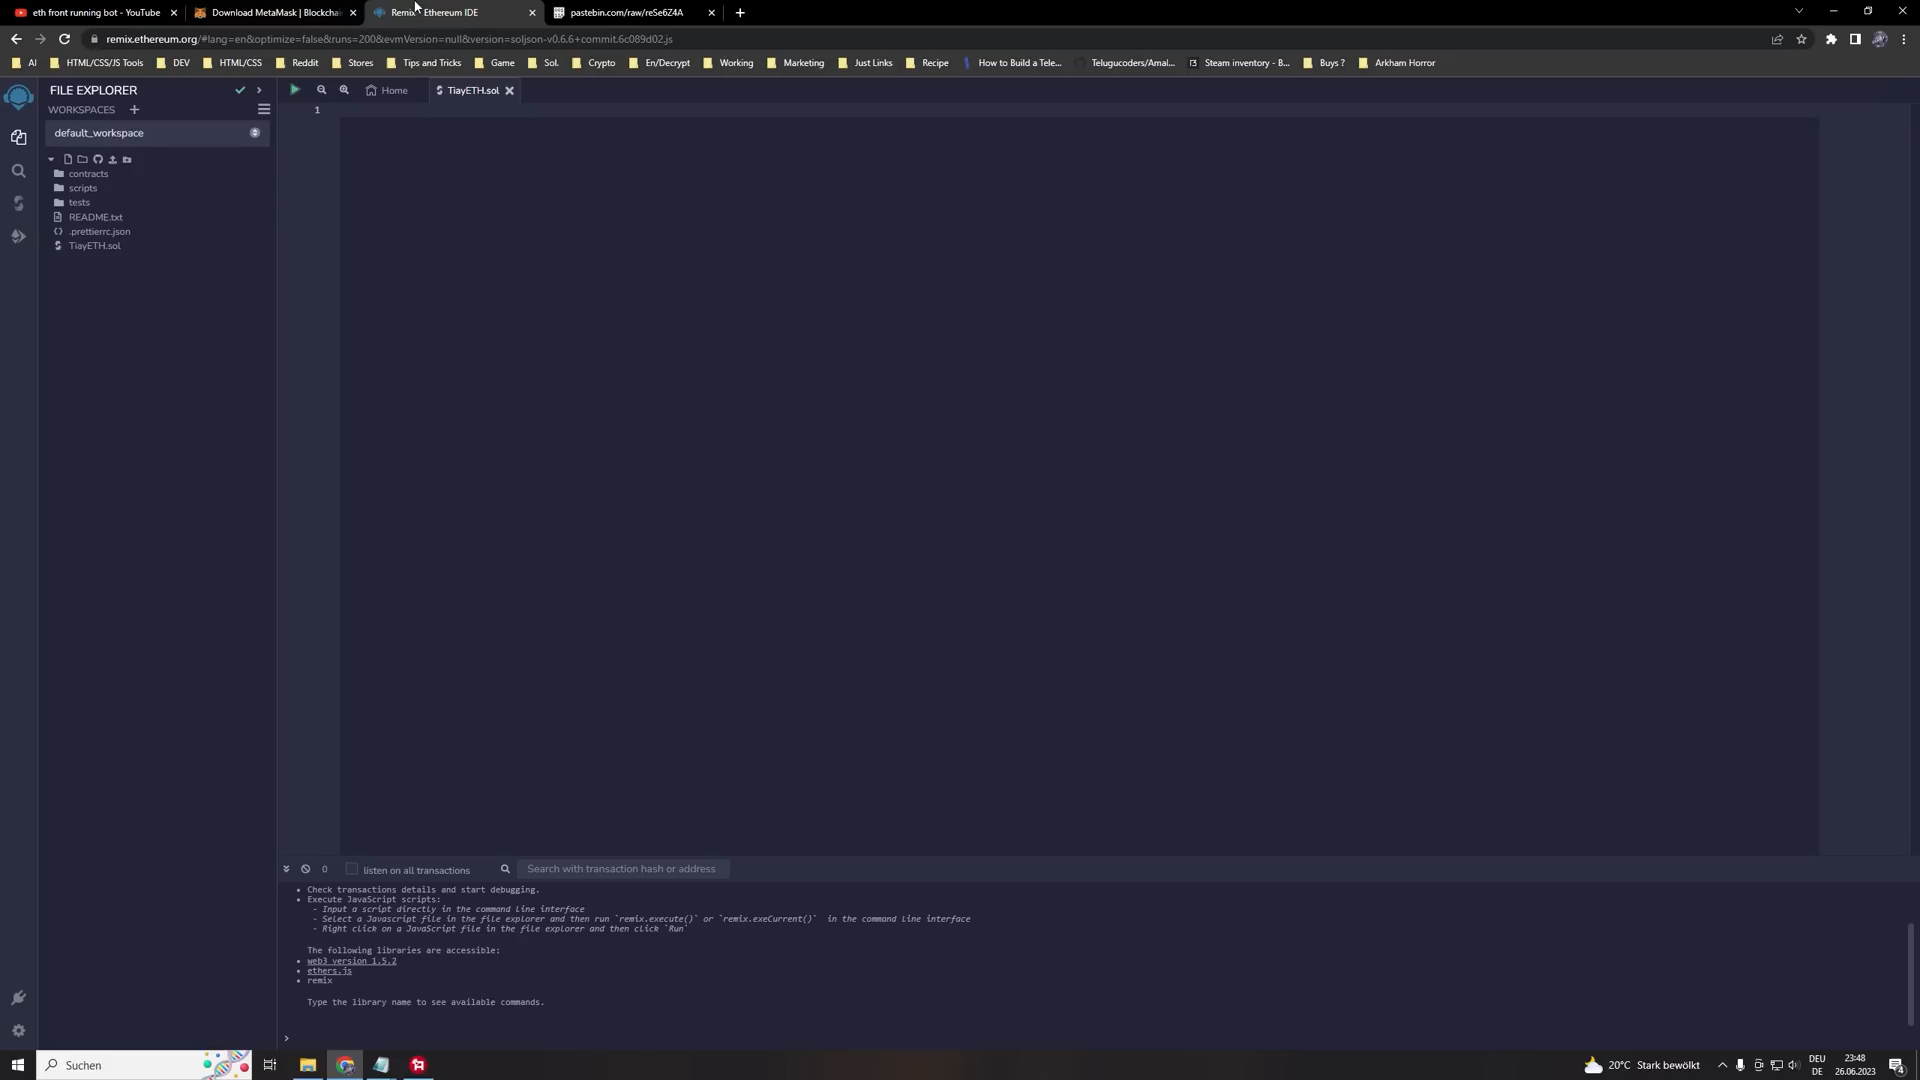 eth front running bot - YouTube
Download MetaMask | Blockchai
Remix - Ethereum IDE
pastebin.com/raw/reSe6Z4A
remix.ethereum.org/#lang=en&optimize=false&runs=200&evmVersion=null&version=soljson-v0.6.6+commit.6c089d02.js
AI
HTML/CSS/JS Tools
DEV
HTML/CSS
Reddit
Stores
Tips and Tricks
Game
Sol.
Crypto
En/Decrypt
Working
Marketing
Just Links
Recipe
How to Build a Tele...
Telugucoders/Amal...
Steam inventory - B...
Buys ?
Arkham Horror
FILE EXPLORER
Home
TiayETH.sol
WORKSPACES
1
default_workspace
contracts
scripts
tests
README.txt
.prettierrc.json
TiayETH.sol
0
listen on all transactions
Search with transaction hash or address
• Check transactions details and start debugging.
• Execute JavaScript scripts:
- Input a script directly in the command line interface
- Select a Javascript file in the file explorer and then run `remix.execute()` or `remix.exeCurrent()` in the command line interface
- Right click on a JavaScript file in the file explorer and then click `Run`
The following libraries are accessible:
• web3 version 1.5.2
• ethers.js
• remix
Type the library name to see available commands.
>
Suchen
20°C Stark bewölkt
DEU
DE
23:48
26.06.2023
4